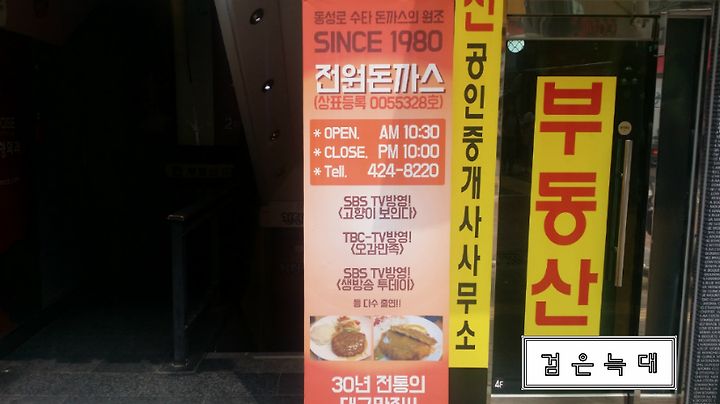 동성로 수타 돈까스의 원조
SINCE 1980
전원돈까스
(상표등록 0055328호)
* OPEN. AM 10:30
* CLOSE. PM 10:00
* Tell. 424-8220
SBS TV방영!
<고향이 보인다>
TBC-TV방영!
<오감만족>
SBS TV방영!
<생방송 투데이>
등 다수 출연!!
30년 전통의
대구맛집!!
공인중개사사무소
부동산
검은늑대